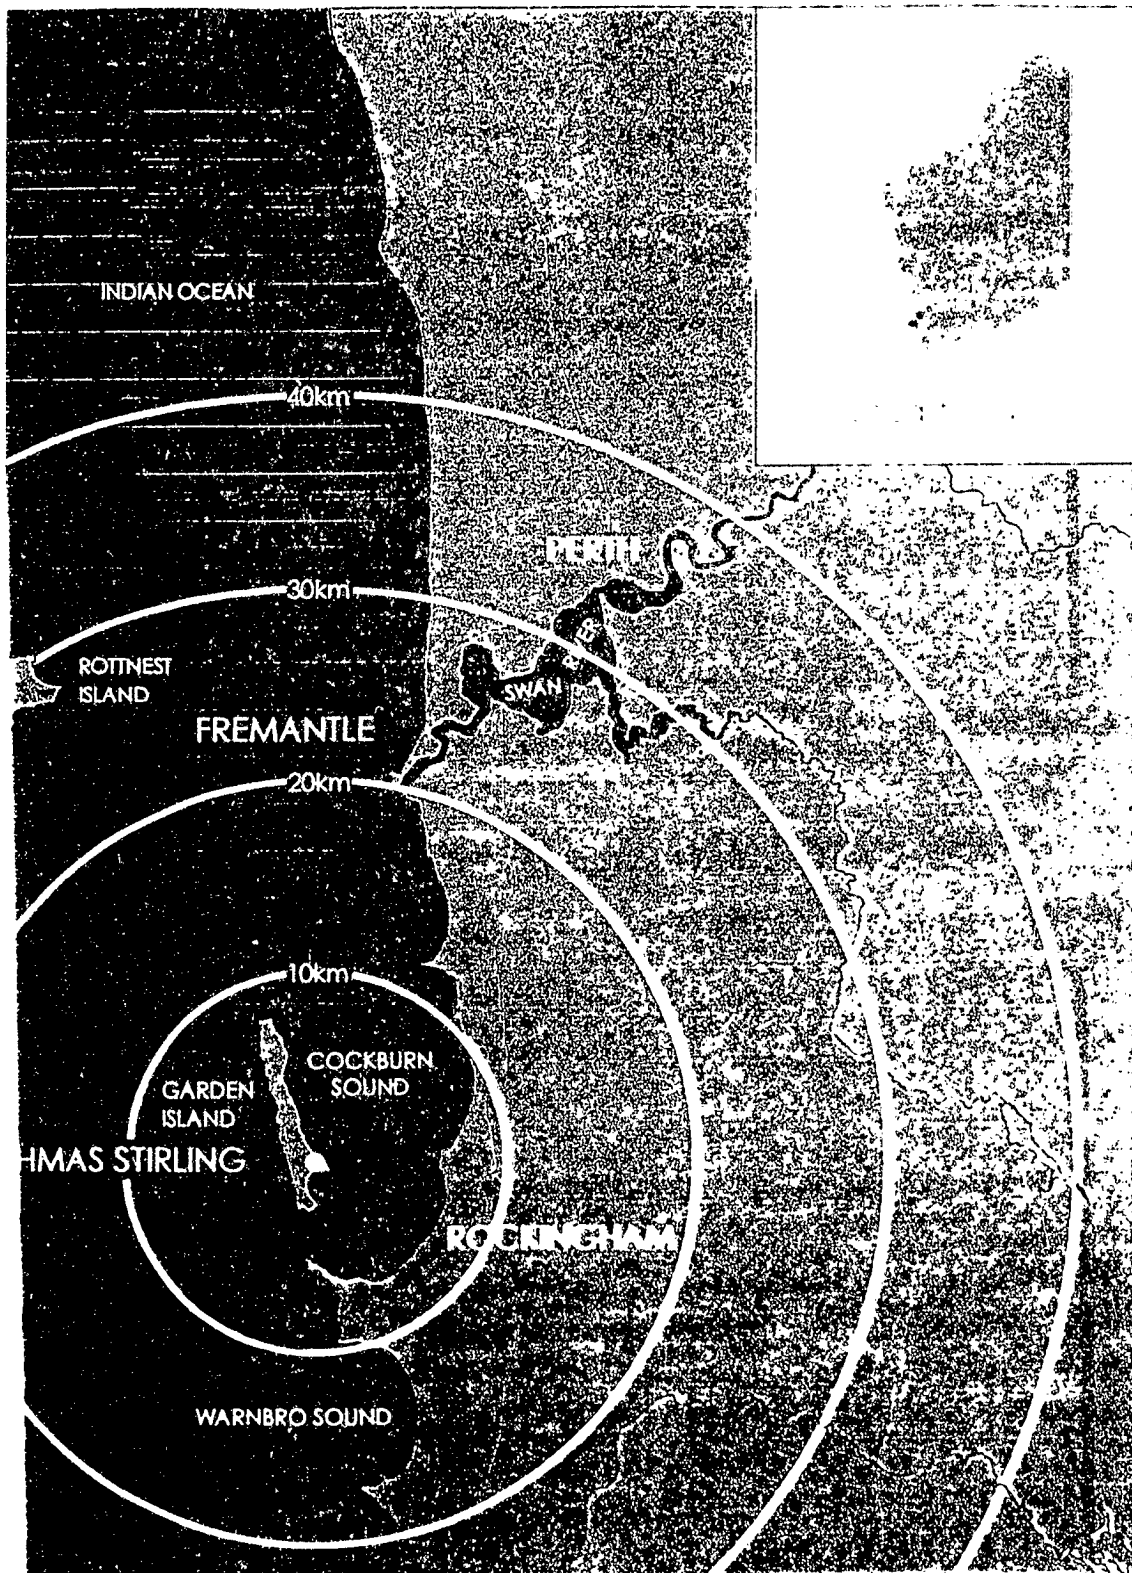 INDIAN OCEAN
40km
PERTH
30km
RIVER
ROTTNEST
ISLAND
SWAN
FREMANTLE
20km
10km
COCKBURN
SOUND
GARDEN
ISLAND
HMAS STIRLING
ROCKINGHAM
WARNBRO SOUND